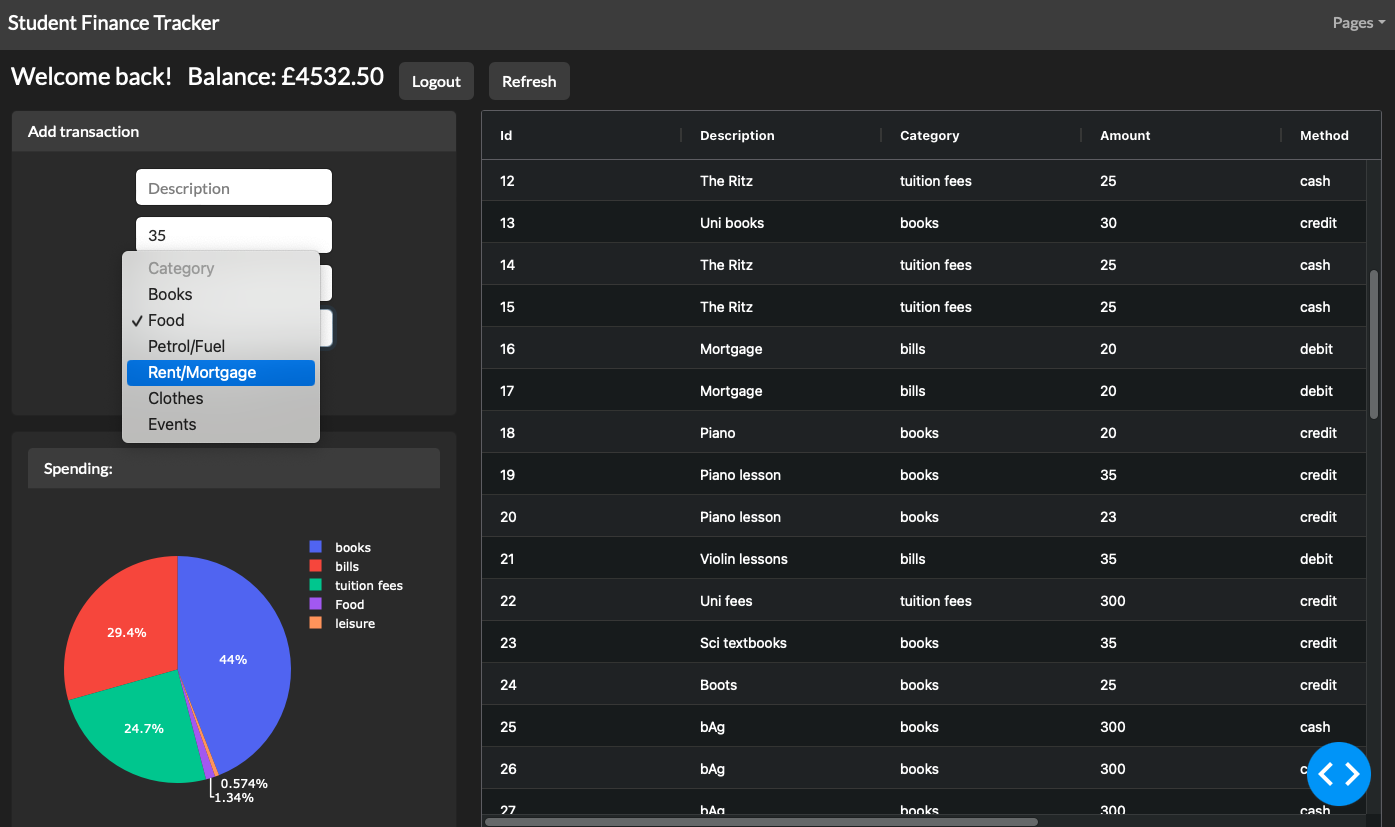 Student Finance Tracker Pages
Welcome back! Balance: £4532.50 Logout Refresh
Add transaction
Description
35
Category
Books
✓ Food
Petrol/Fuel
Rent/Mortgage
Clothes
Events
Spending:
books
bills
tuition fees
Food
leisure
29.4%
44%
24.7%
0.574%
1.34%
Id Description Category Amount Method
12 The Ritz tuition fees 25 cash
13 Uni books books 30 credit
14 The Ritz tuition fees 25 cash
15 The Ritz tuition fees 25 cash
16 Mortgage bills 20 debit
17 Mortgage bills 20 debit
18 Piano books 20 credit
19 Piano lesson books 35 credit
20 Piano lesson books 23 credit
21 Violin lessons bills 35 debit
22 Uni fees tuition fees 300 credit
23 Sci textbooks books 35 credit
24 Boots books 25 credit
25 bAg books 300 cash
26 bAg books 300
27 bAg books 300 cash